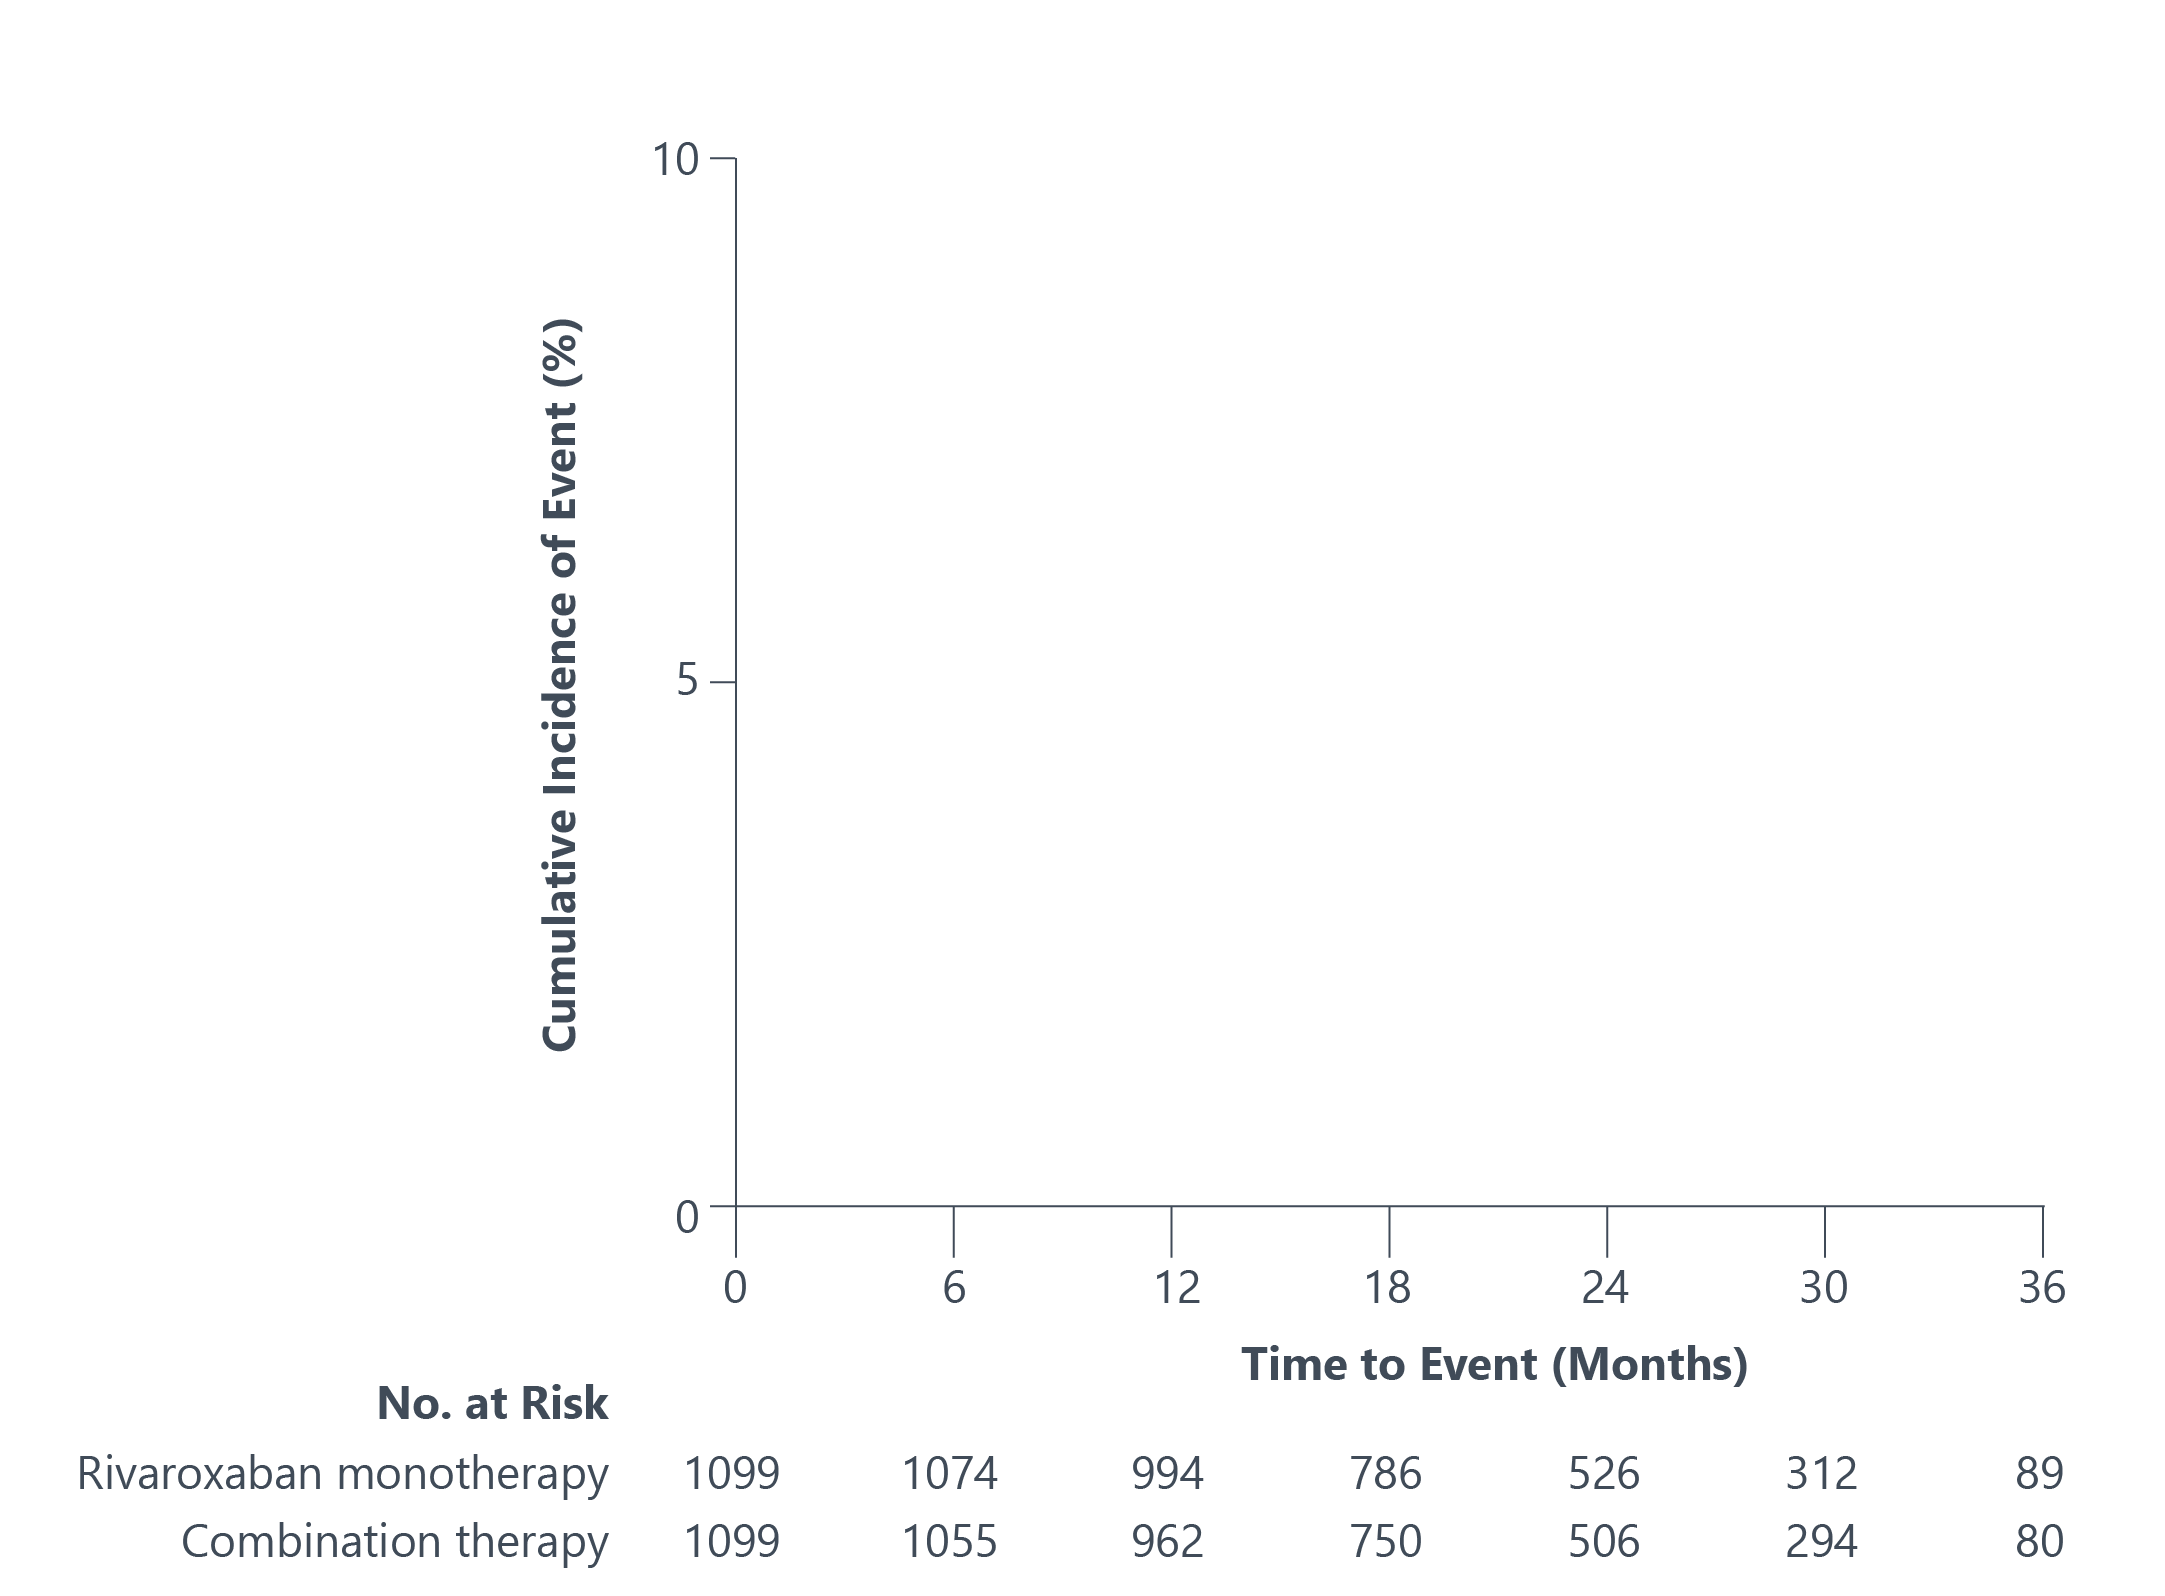 10
5
0
Cumulative Incidence of Event (%)
0 6 12 18 24 30 36
Time to Event (Months)
No. at Risk
Rivaroxaban monotherapy 1099 1074 994 786 526 312 89
Combination therapy 1099 1055 962 750 506 294 80